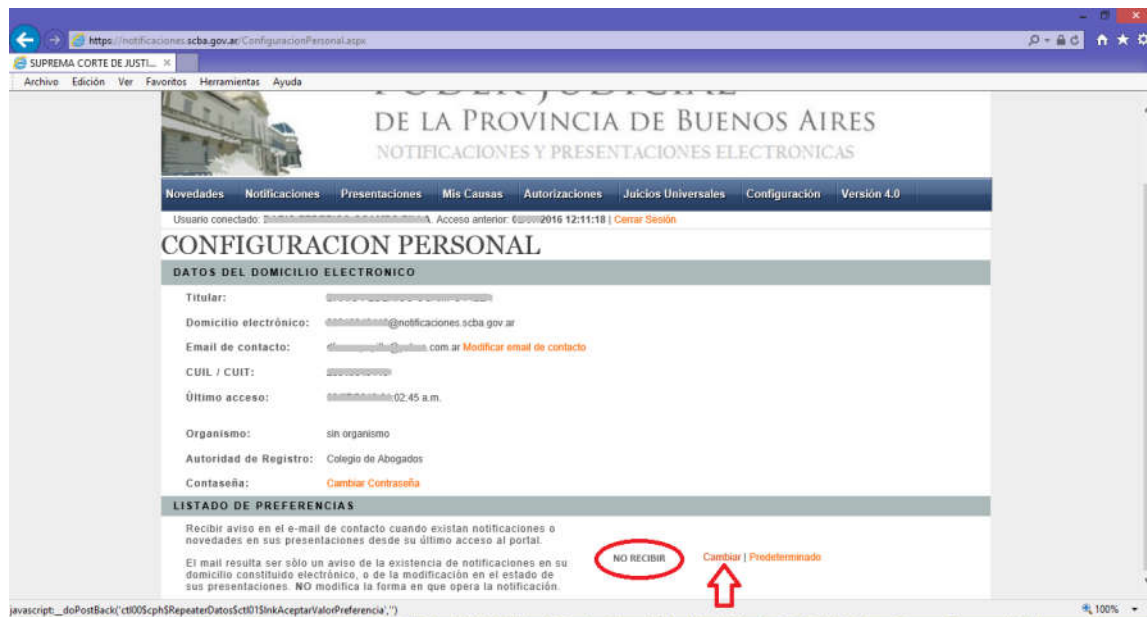 https://notificaciones.scba.gov.ar/ConfiguracionPersonal.aspx
SUPREMA CORTE DE JUSTI...
Archivo Edición Ver Favoritos Herramientas Ayuda
PODER JUDICIAL
DE LA PROVINCIA DE BUENOS AIRES
NOTIFICACIONES Y PRESENTACIONES ELECTRONICAS
Novedades Notificaciones Presentaciones Mis Causas Autorizaciones Juicios Universales Configuración Versión 4.0
Usuario conectado: Acceso anterior: 2016 12:11:18 | Cerrar Sesión
CONFIGURACION PERSONAL
DATOS DEL DOMICILIO ELECTRONICO
Titular:
Domicilio electrónico: @notificaciones.scba.gov.ar
Email de contacto: .com.ar Modificar email de contacto
CUIL / CUIT:
Último acceso: 02:45 a.m.
Organismo: sin organismo
Autoridad de Registro: Colegio de Abogados
Contaseña: Cambiar Contraseña
LISTADO DE PREFERENCIAS
Recibir aviso en el e-mail de contacto cuando existan notificaciones o
novedades en sus presentaciones desde su último acceso al portal.
NO RECIBIR Cambiar | Predeterminado
El mail resulta ser sólo un aviso de la existencia de notificaciones en su
domicilio constituido electrónico, o de la modificación en el estado de
sus presentaciones. NO modifica la forma en que opera la notificación.
javascript:__doPostBack('ctl00$cph$RepeaterDatos$ctl01$lnkAceptarValorPreferencia','')
100%